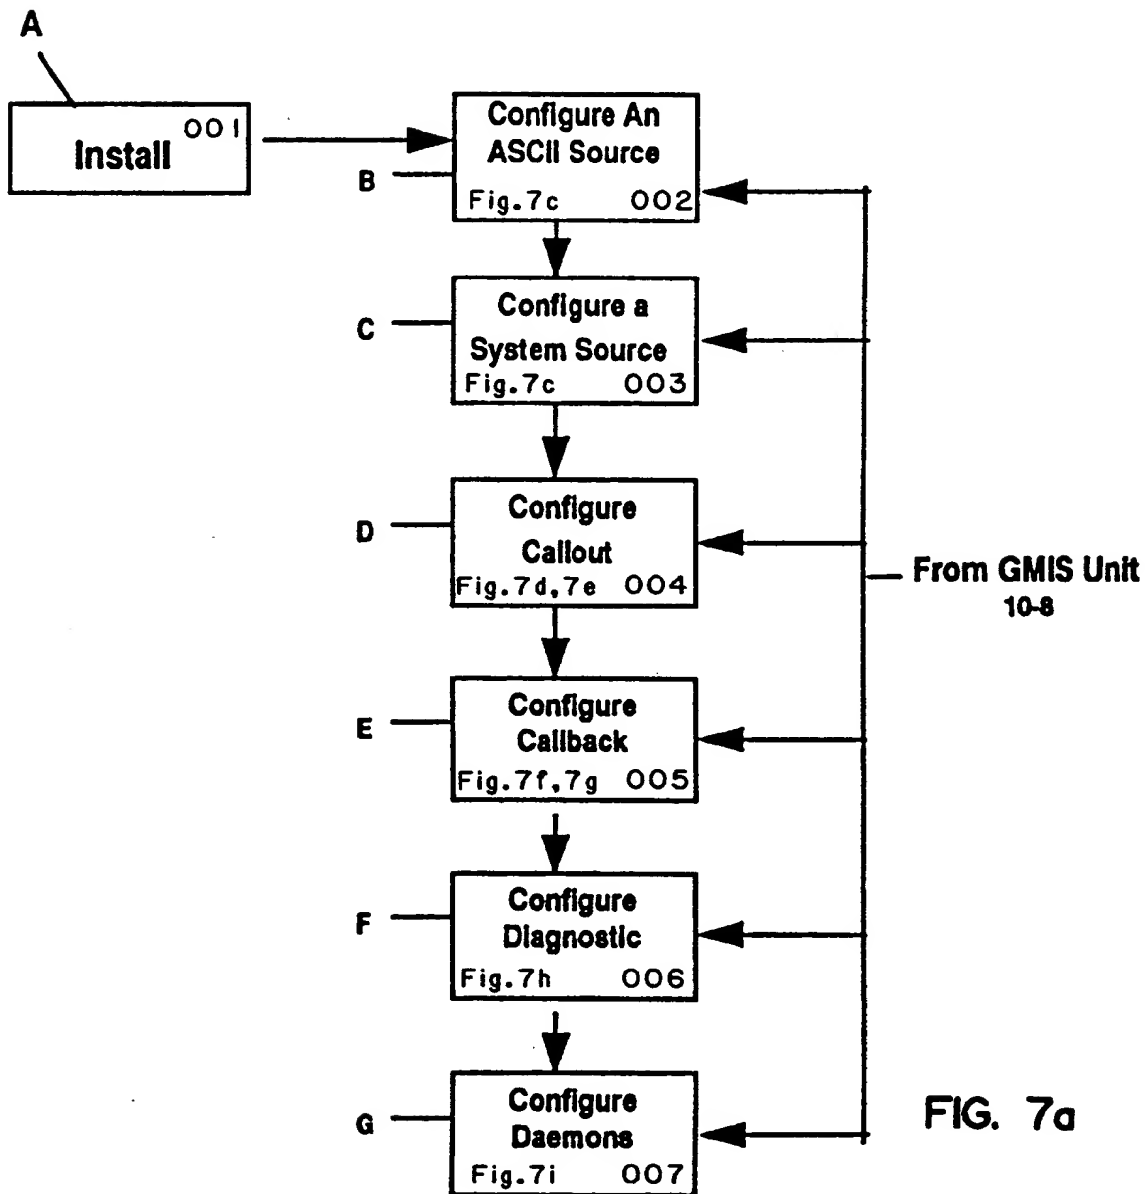 A
001
Install
Configure An
ASCII Source
B
Fig.7c 002
Configure a
C
System Source
Fig.7c 003
Configure
D
Callout
Fig.7d,7e 004
From GMIS Unit
10-8
Configure
E
Callback
Fig.7f,7g 005
Configure
F
Diagnostic
Fig.7h 006
Configure
G
Daemons
Fig.7i 007
FIG. 7a